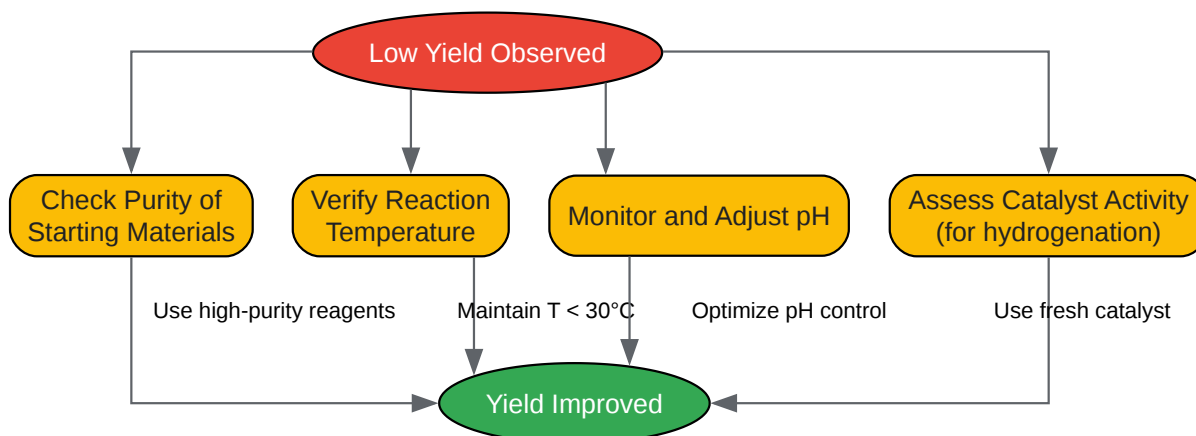 Low Yield Observed
Check Purity of
Starting Materials
Verify Reaction
Temperature
Monitor and Adjust pH
Assess Catalyst Activity
(for hydrogenation)
Use high-purity reagents
Maintain T < 30°C
Optimize pH control
Use fresh catalyst
Yield Improved